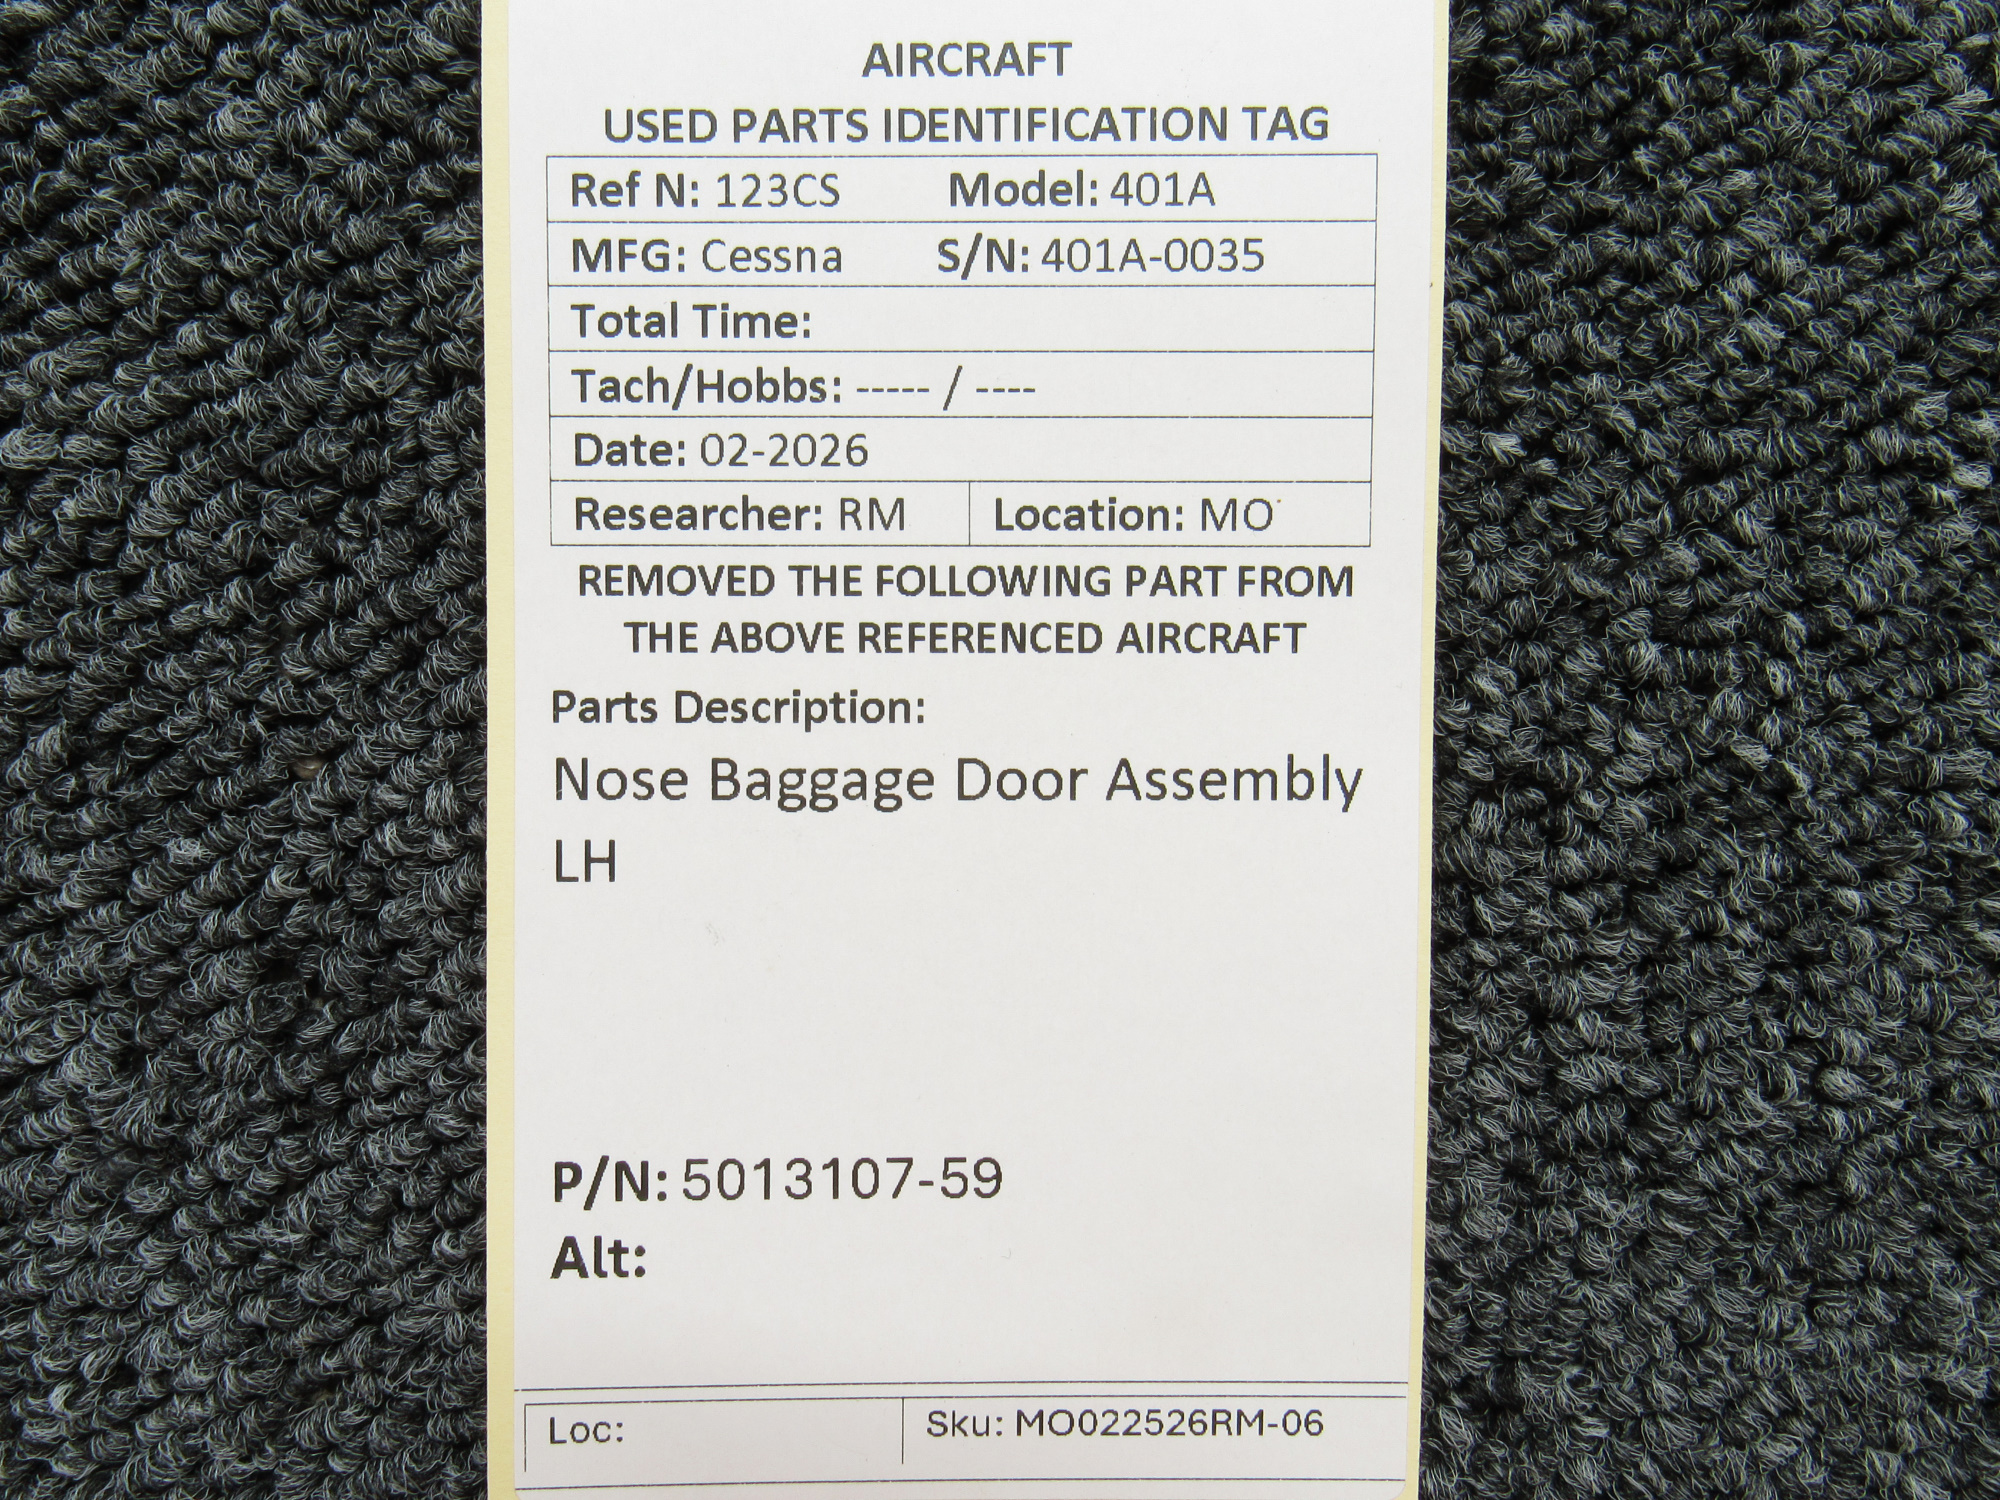 AIRCRAFT
USED PARTS IDENTIFICATION TAG
Ref N: 123CS Model: 401A
MFG: Cessna S/N: 401A-0035
Total Time:
Tach/Hobbs: ----- / ----
Date: 02-2026
Researcher: RM Location: MO
REMOVED THE FOLLOWING PART FROM
THE ABOVE REFERENCED AIRCRAFT
Parts Description:
Nose Baggage Door Assembly
LH
P/N: 5013107-59
Alt:
Loc: Sku: MO022526RM-06